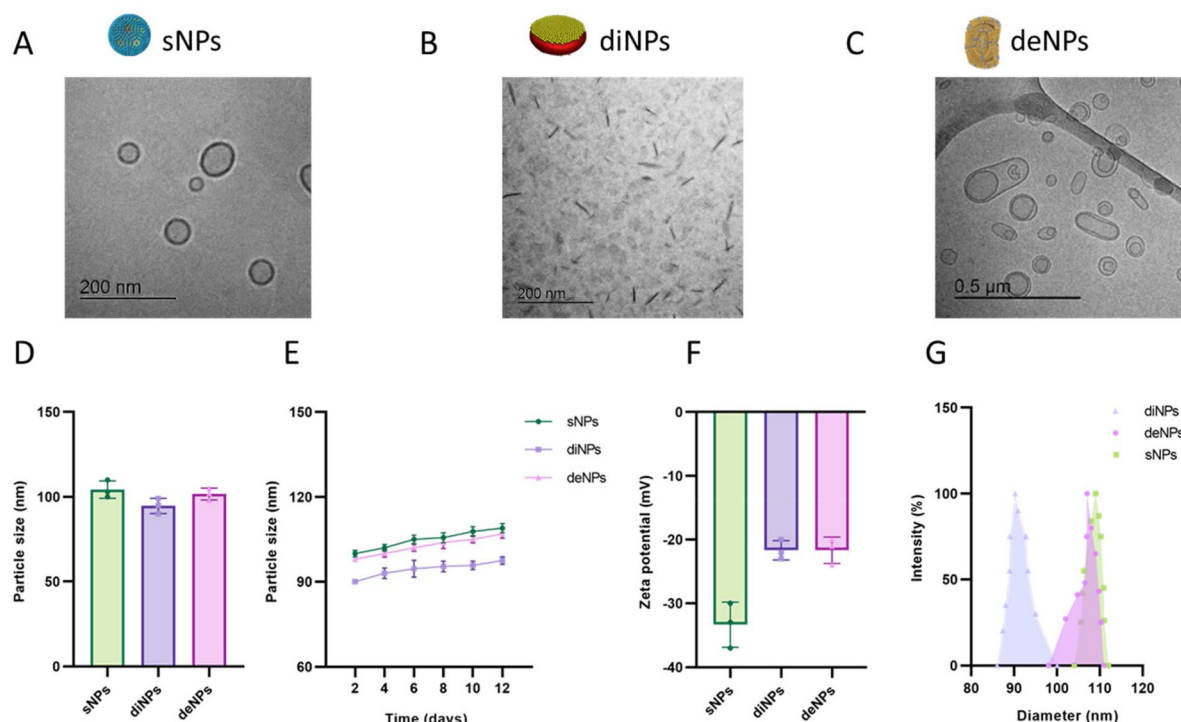 A sNPs
B diNPs
C deNPs
200 nm
200 nm
0.5 µm
D
E
F
G
Particle size (nm)
150
100
50
0
sNPs
diNPs
deNPs
Particle size (nm)
150
120
90
60
2 4 6 8 10 12
Time (days)
sNPs
diNPs
deNPs
Zeta potential (mV)
0
-10
-20
-30
-40
sNPs
diNPs
deNPs
Intensity (%)
150
100
50
0
80 90 100 110 120
Diameter (nm)
diNPs
deNPs
sNPs